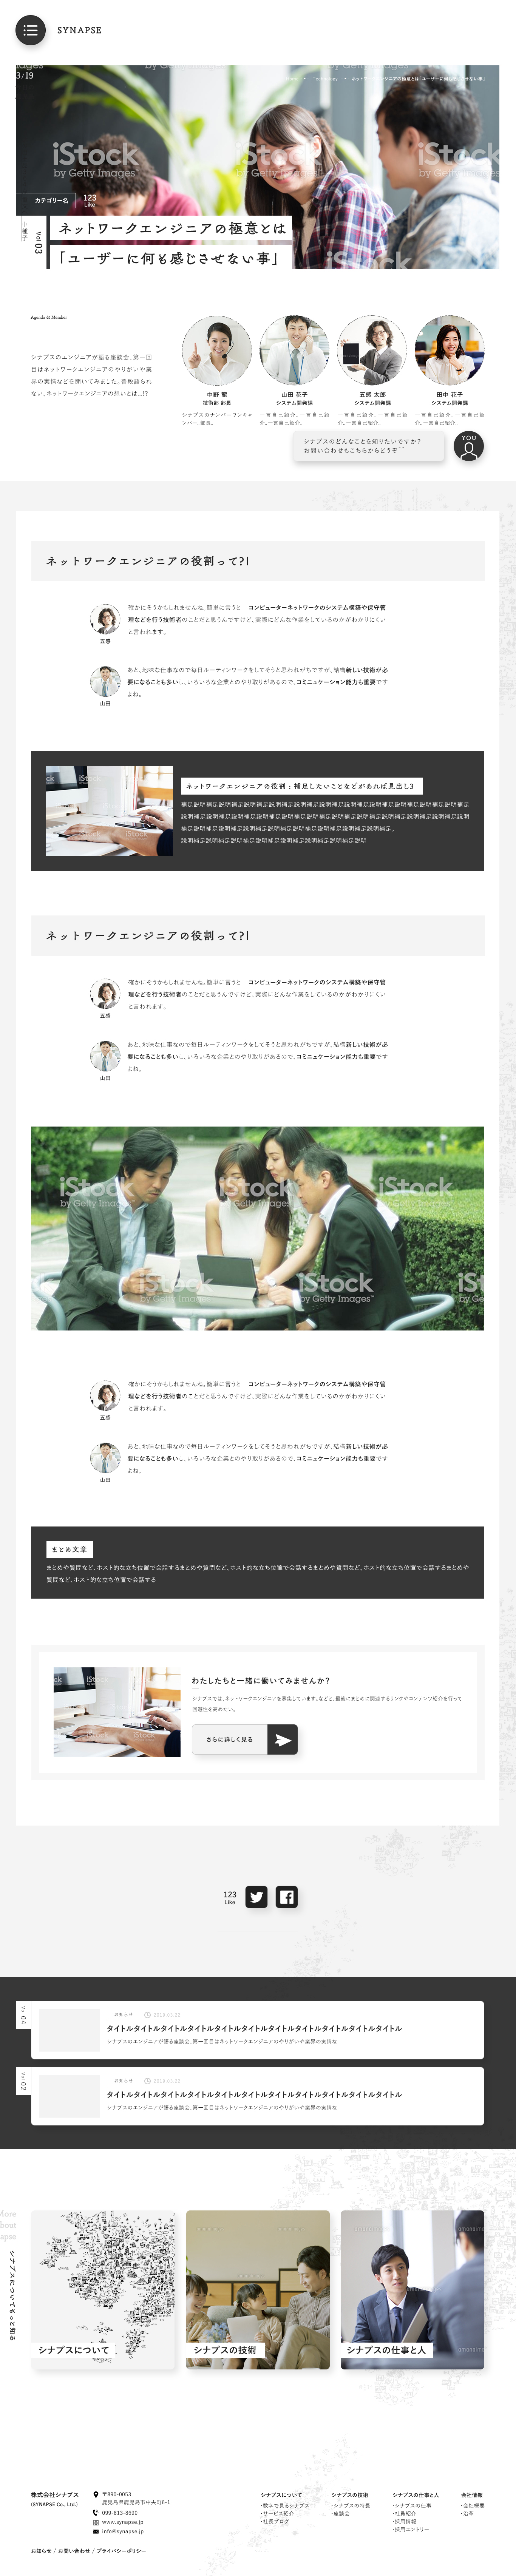 SYNAPSE
3/19
Technology • ネットワークエンジニアの極意とは「ユーザーに何も感じさせない事」
iStock
by Getty Images
カテゴリー名
123
Like
Vol 03
ネットワークエンジニアの極意とは
「ユーザーに何も感じさせない事」
Agenda & Member
シナプスのエンジニアが語る座談会。第一回
日はネットワークエンジニアのやりがいや業
界の実情などを聞いてみました。普段語られ
ない、ネットワークエンジニアの想いとは...!?
中野 龍
技術部 部長
シナプスのナンバーワンキャ
ンパー。部長。
山田 花子
システム開発課
一言自己紹介。一言自己紹
介。一言自己紹介。
五感 太郎
システム開発課
一言自己紹介。一言自己紹
介。一言自己紹介。
田中 花子
システム開発課
一言自己紹介。一言自己紹
介。一言自己紹介。
シナプスのどんなことを知りたいですか?
お問い合わせもこちらからどうぞ^^
YOU
ネットワークエンジニアの役割って?|
確かにそうかもしれませんね。簡単に言うと コンピューターネットワークのシステム構築や保守管
理などを行う技術者のことだと思うんですけど、実際にどんな作業をしているのかがわかりにくい
と言われます。
五感
あと、地味な仕事なので毎日ルーティンワークをしてそうと思われがちですが、結構新しい技術が必
要になることも多いし、いろいろな企業とのやり取りがあるので、コミュニケーション能力も重要です
よね。
山田
ネットワークエンジニアの役割:補足したいことなどがあれば見出し3
補足説明補足説明補足説明補足説明補足説明補足説明補足説明補足説明補足説明補足説明補足説明補足
説明補足説明補足説明補足説明補足説明補足説明補足説明補足説明補足説明補足説明補足説明補足説明
補足説明補足説明補足説明補足説明補足説明補足説明補足説明補足説明補足。
説明補足説明補足説明補足説明補足説明補足説明補足説明補足説明
ネットワークエンジニアの役割って?|
確かにそうかもしれませんね。簡単に言うと コンピューターネットワークのシステム構築や保守管
理などを行う技術者のことだと思うんですけど、実際にどんな作業をしているのかがわかりにくい
と言われます。
五感
あと、地味な仕事なので毎日ルーティンワークをしてそうと思われがちですが、結構新しい技術が必
要になることも多いし、いろいろな企業とのやり取りがあるので、コミュニケーション能力も重要です
よね。
山田
iStock
by Getty Images
確かにそうかもしれませんね。簡単に言うと コンピューターネットワークのシステム構築や保守管
理などを行う技術者のことだと思うんですけど、実際にどんな作業をしているのかがわかりにくい
と言われます。
五感
あと、地味な仕事なので毎日ルーティンワークをしてそうと思われがちですが、結構新しい技術が必
要になることも多いし、いろいろな企業とのやり取りがあるので、コミュニケーション能力も重要です
よね。
山田
まとめ文章
まとめや質問など、ホスト的な立ち位置で会話するまとめや質問など、ホスト的な立ち位置で会話するまとめや質問など、ホスト的な立ち位置で会話するまとめや
質問など、ホスト的な立ち位置で会話する
わたしたちと一緒に働いてみませんか?
シナプスでは、ネットワークエンジニアを募集しています。などと、最後にまとめに関連するリンクやコンテンツ紹介を行って
回遊性を高めたい。
さらに詳しく見る
123
Like
Vol 04
お知らせ
タイトルタイトルタイトルタイトルタイトルタイトルタイトルタイトルタイトルタイトルタイトル
シナプスのエンジニアが語る座談会。第一回日はネットワークエンジニアのやりがいや業界の実情な
Vol 02
お知らせ
タイトルタイトルタイトルタイトルタイトルタイトルタイトルタイトルタイトルタイトルタイトル
シナプスのエンジニアが語る座談会。第一回日はネットワークエンジニアのやりがいや業界の実情な
シナプスについてもっと知る
シナプスについて
シナプスの技術
シナプスの仕事と人
株式会社シナプス
(SYNAPSE Co., Ltd.)
〒890-0053
鹿児島県鹿児島市中央町6-1
099-813-8690
www.synapse.jp
info@synapse.jp
シナプスについて
・数字で見るシナプス
・サービス紹介
・社長ブログ
シナプスの技術
・シナプスの特長
・座談会
シナプスの仕事と人
・シナプスの仕事
・社員紹介
・採用情報
・採用エントリー
会社情報
・会社概要
・沿革
お知らせ / お問い合わせ / プライバシーポリシー